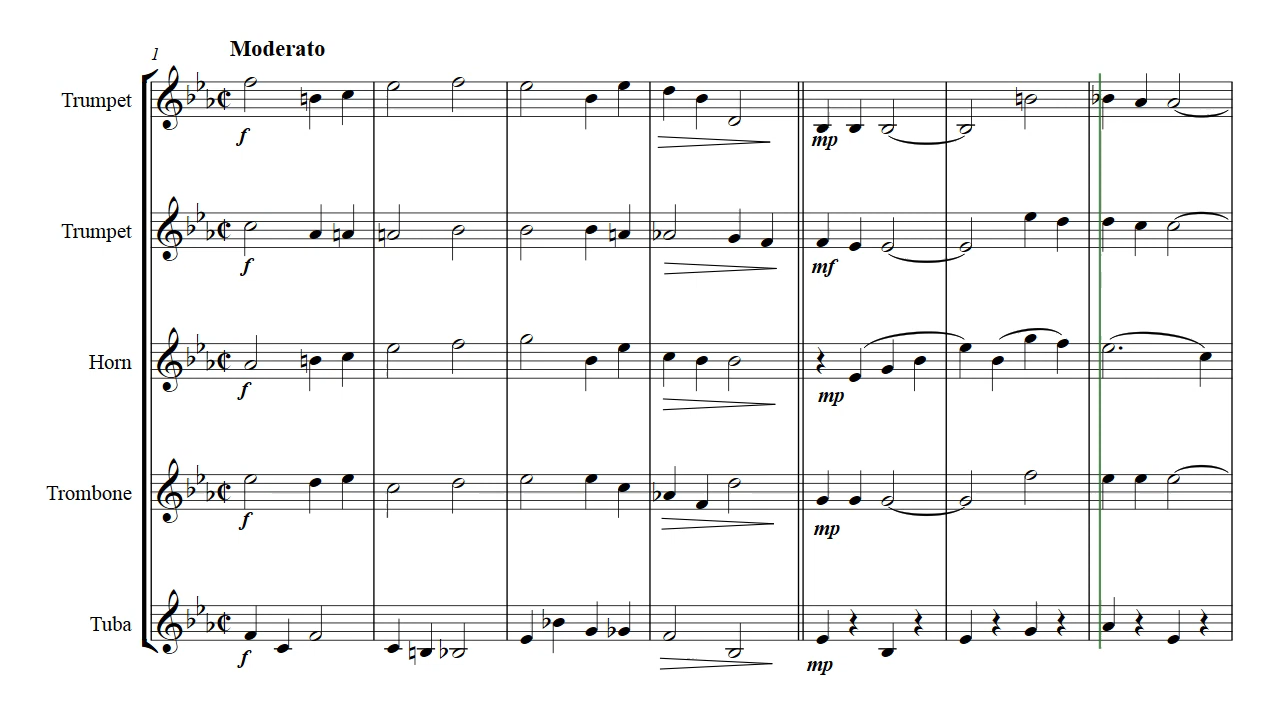 Moderato
1
Trumpet
f
mp
Trumpet
f
mf
Horn
f
mp
Trombone
f
mp
Tuba
f
mp